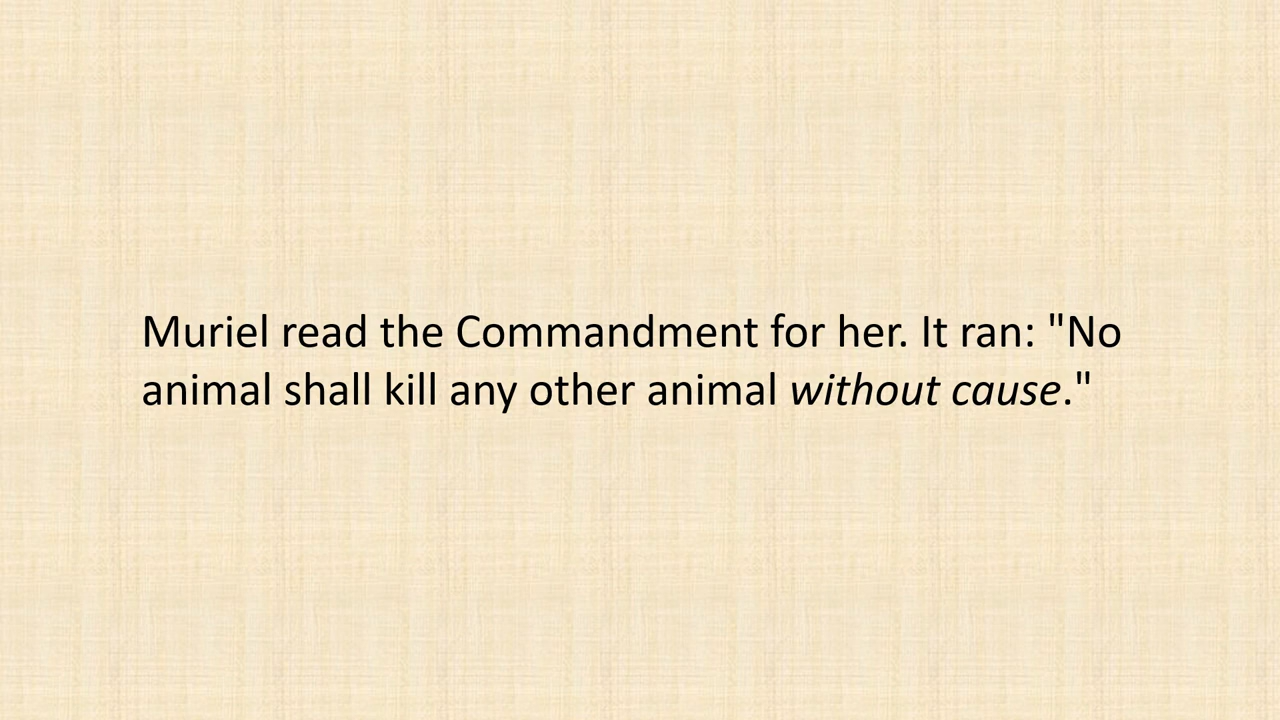 Muriel read the Commandment for her. It ran: "No
animal shall kill any other animal without cause."